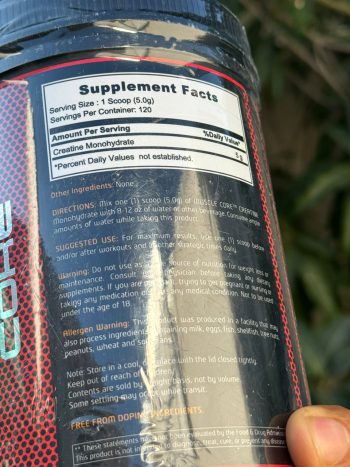 Supplement Facts
Serving Size : 1 Scoop (5.0g)
Servings Per Container: 120
Amount Per Serving %Daily Value*
Creatine Monohydrate 5 g
*Percent Daily Values not established.
Other Ingredients: None.
DIRECTIONS: (Mix one (1) scoop (5.0g) of MUSCLE CORE™ CREATINE
monohydrate with 8-12 oz of water or other beverage. Consume ample
amounts of water while taking this product.
SUGGESTED USE: For maximum results, use one (1) scoop before
and/or after workouts and other strategic times daily.
Warning: Do not use as sole source of nutrition for weight loss or
maintenance. Consult physician before taking any dietary
supplements. If you are pregnant, trying to get pregnant or nursing
taking any medication or have any medical condition. Not to be used
under the age of 18
Allergen Warning: This product was produced in a facility that may
also process ingredients containing milk, eggs, fish, shellfish, tree nuts,
peanuts, wheat and soybeans.
Note: Store in a cool, place with the lid closed tightly.
Keep out of reach of children.
Contents are sold by weight basis, not by volume.
Some settling may occur while transit.
FREE FROM DOPING INGREDIENTS.
** These statements have not been evaluated by the Food & Drug
This product is not intended to diagnose, treat, cure, or prevent any disease
CORE